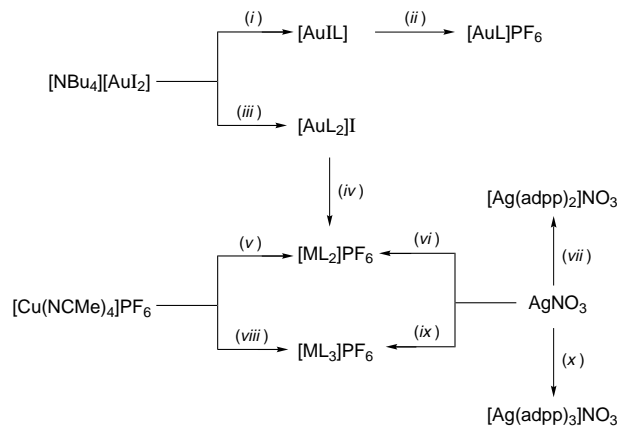 (i) [AuIL] (ii) [AuL]PF6
[NBu4][AuI2]
(iii) [AuL2]I
(iv)
[Ag(adpp)2]NO3
(v) [ML2]PF6 (vi)
(vii)
[Cu(NCMe)4]PF6 AgNO3
(viii) [ML3]PF6 (ix)
(x)
[Ag(adpp)3]NO3